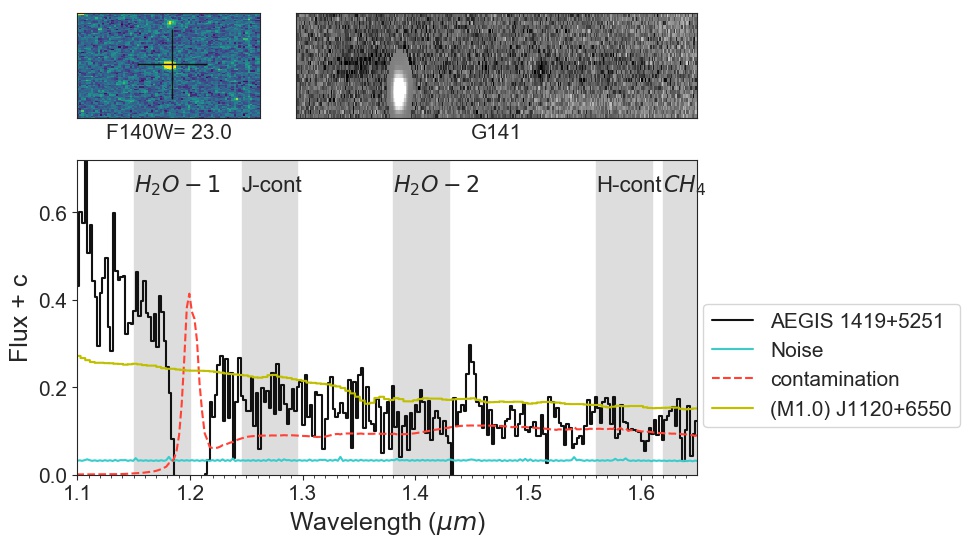 F140W= 23.0
G141
H₂O − 1
J-cont
H₂O − 2
H-cont
CH₄
0.6
0.4
0.2
0.0
Flux + c
1.1
1.2
1.3
1.4
1.5
1.6
Wavelength (μm)
AEGIS 1419+5251
Noise
contamination
(M1.0) J1120+6550